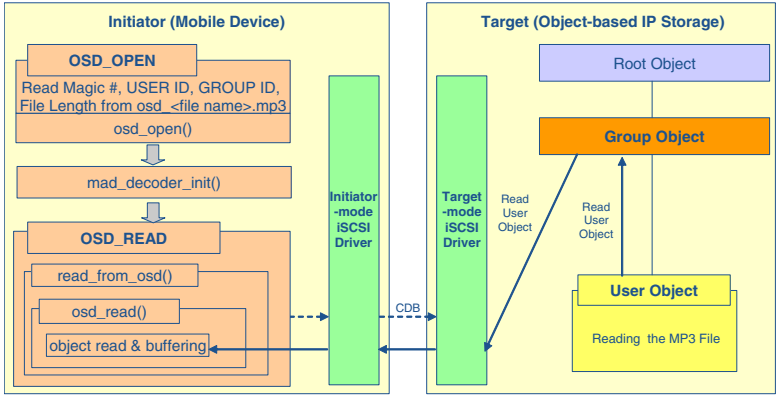 Initiator (Mobile Device)
OSD_OPEN
Read Magic #, USER ID, GROUP ID,
File Length from osd_<file name>.mp3
osd_open()
mad_decoder_init()
OSD_READ
read_from_osd()
osd_read()
object read & buffering
Initiator
-mode
iSCSI
Driver
CDB
Target (Object-based IP Storage)
Target
-mode
iSCSI
Driver
Root Object
Group Object
Read
User
Object
Read
User
Object
User Object
Reading the MP3 File